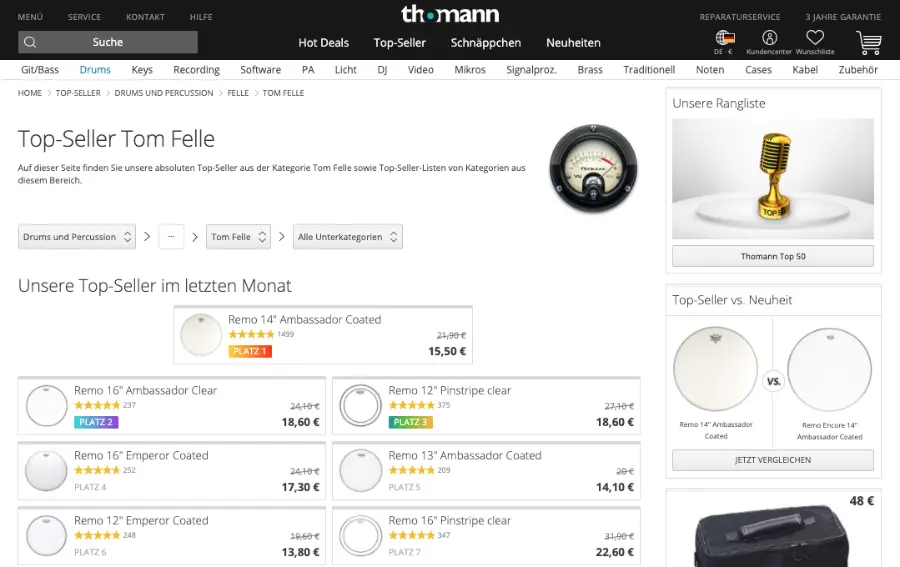 MENÜ SERVICE KONTAKT HILFE
thomann
REPARATURSERVICE 3 JAHRE GARANTIE
Suche
Hot Deals Top-Seller Schnäppchen Neuheiten
DE · € Kundencenter Wunschliste
Git/Bass Drums Keys Recording Software PA Licht DJ Video Mikros Signalproz. Brass Traditionell Noten Cases Kabel Zubehör
HOME > TOP-SELLER > DRUMS UND PERCUSSION > FELLE > TOM FELLE
Top-Seller Tom Felle
Auf dieser Seite finden Sie unsere absoluten Top-Seller aus der Kategorie Tom Felle sowie Top-Seller-Listen von Kategorien aus
diesem Bereich.
Drums und Percussion > ... > Tom Felle > Alle Unterkategorien
Unsere Top-Seller im letzten Monat
Remo 14" Ambassador Coated
1499
21,90 €
PLATZ 1
15,50 €
Remo 16" Ambassador Clear
237
24,10 €
PLATZ 2
18,60 €
Remo 12" Pinstripe clear
375
27,10 €
PLATZ 3
18,60 €
Remo 16" Emperor Coated
252
24,10 €
PLATZ 4
17,30 €
Remo 13" Ambassador Coated
209
20 €
PLATZ 5
14,10 €
Remo 12" Emperor Coated
248
19,60 €
PLATZ 6
13,80 €
Remo 16" Pinstripe clear
347
31,90 €
PLATZ 7
22,60 €
Unsere Rangliste
TOP 50
Thomann Top 50
Top-Seller vs. Neuheit
VS.
Remo 14" Ambassador
Coated
Remo Encore 14"
Ambassador Coated
JETZT VERGLEICHEN
48 €